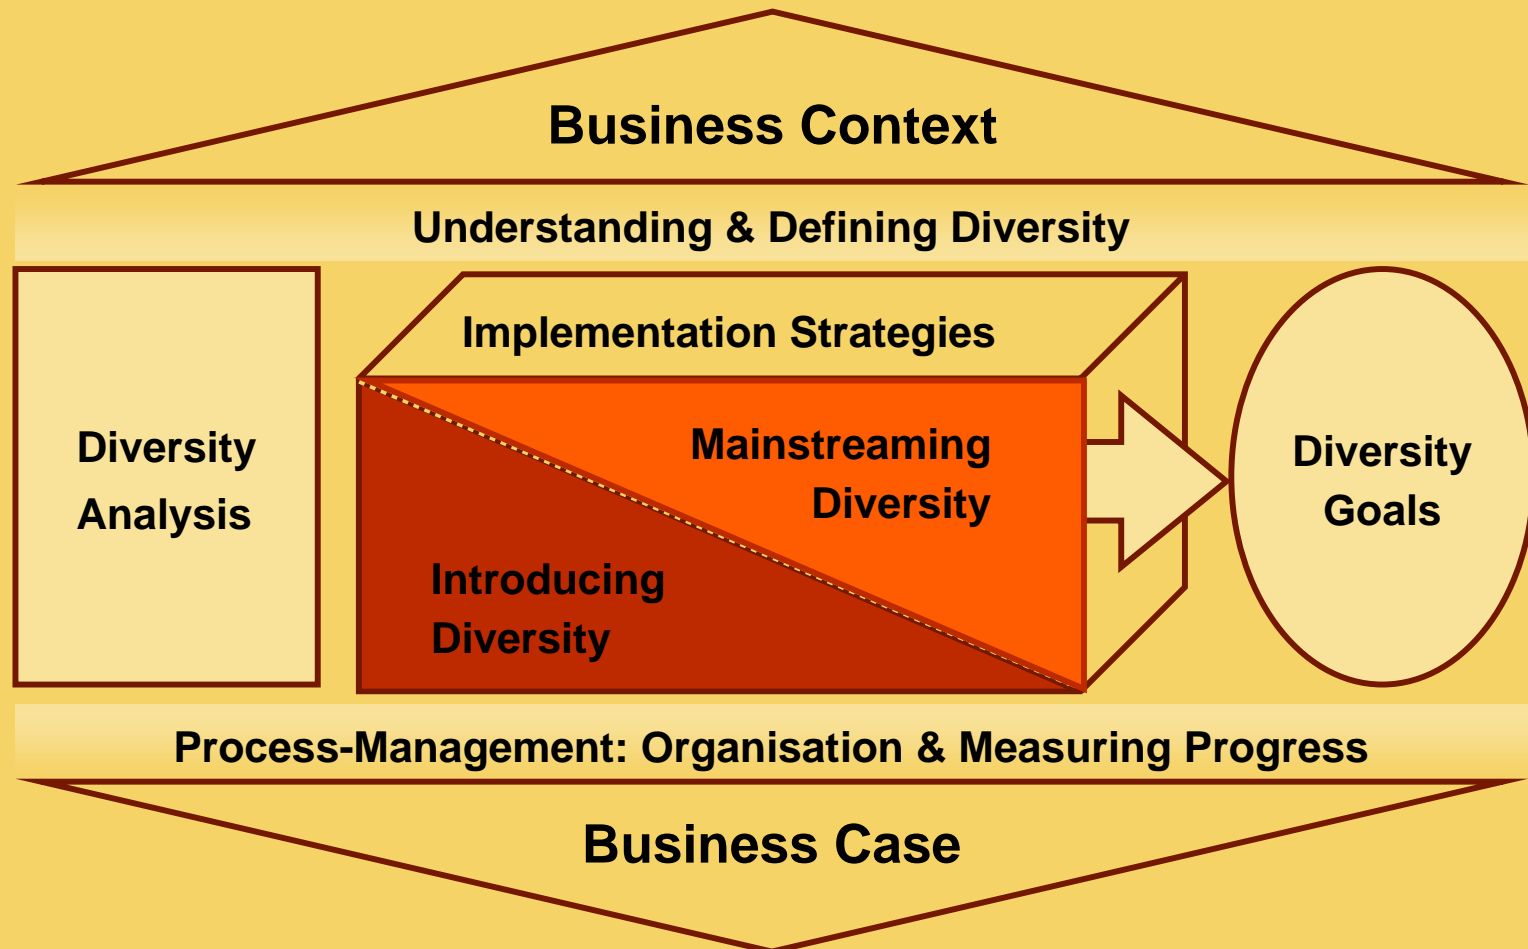 Business Context
Understanding & Defining Diversity
Implementation Strategies
Diversity
Analysis
Mainstreaming
Diversity
Introducing
Diversity
Diversity
Goals
Process-Management: Organisation & Measuring Progress
Business Case